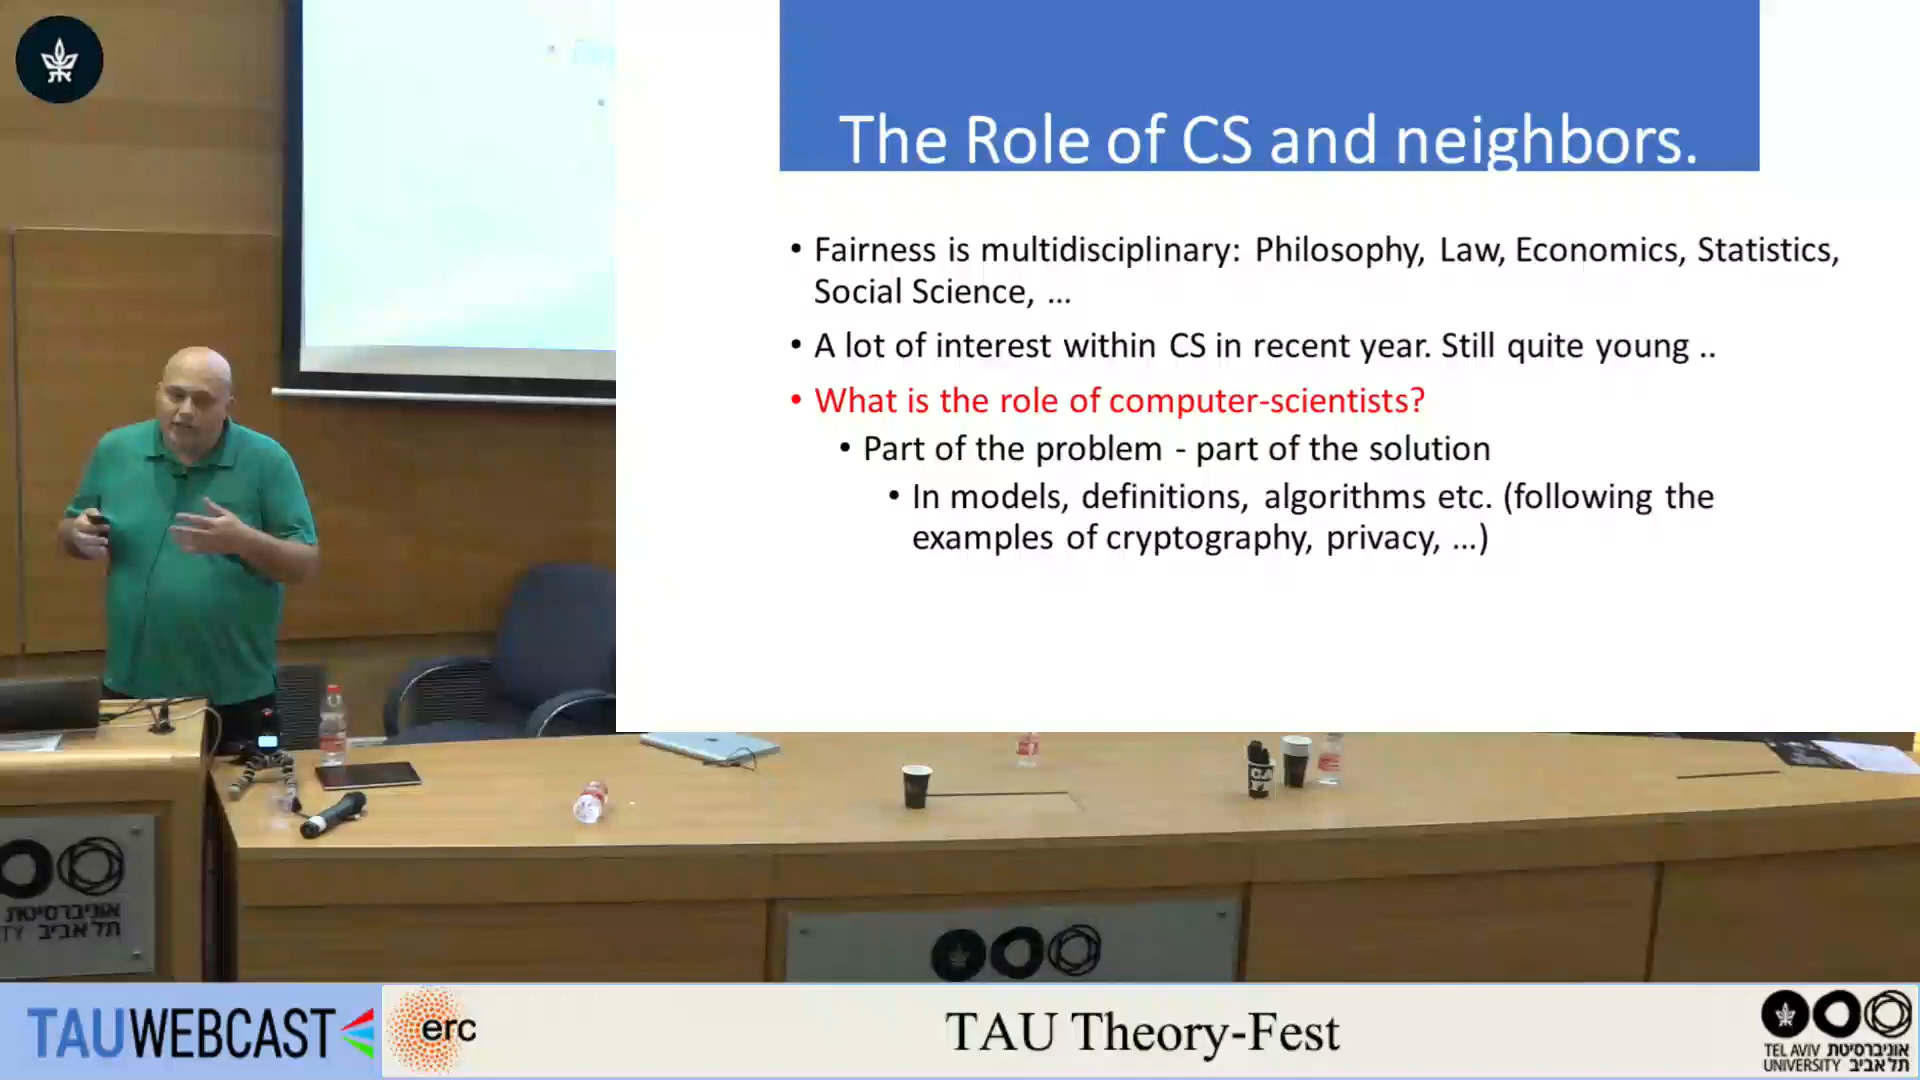 The Role of CS and neighbors.
• Fairness is multidisciplinary: Philosophy, Law, Economics, Statistics,
Social Science, ...
• A lot of interest within CS in recent year. Still quite young ..
• What is the role of computer-scientists?
• Part of the problem - part of the solution
• In models, definitions, algorithms etc. (following the
examples of cryptography, privacy, ...)
אוניברסיטת
תל אביב
TAUWEBCAST
erc
TAU Theory-Fest
TEL AVIV אוניברסיטת
UNIVERSITY תל אביב